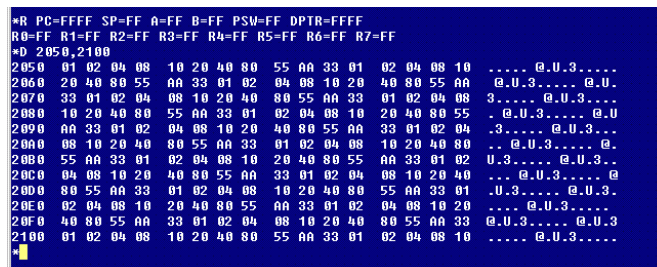 *R PC=FFFF SP=FF A=FF B=FF PSW=FF DPTR=FFFF
R0=FF R1=FF R2=FF R3=FF R4=FF R5=FF R6=FF R7=FF
*D 2050,2100
2050 01 02 04 08 10 20 40 80 55 AA 33 01 02 04 08 10 ..... @.U.3.....
2060 20 40 80 55 AA 33 01 02 04 08 10 20 40 80 55 AA  @.U.3..... @.U.
2070 33 01 02 04 08 10 20 40 80 55 AA 33 01 02 04 08 3..... @.U.3....
2080 10 20 40 80 55 AA 33 01 02 04 08 10 20 40 80 55 . @.U.3..... @.U
2090 AA 33 01 02 04 08 10 20 40 80 55 AA 33 01 02 04 .3..... @.U.3...
20A0 08 10 20 40 80 55 AA 33 01 02 04 08 10 20 40 80 .. @.U.3..... @.
20B0 55 AA 33 01 02 04 08 10 20 40 80 55 AA 33 01 02 U.3..... @.U.3..
20C0 04 08 10 20 40 80 55 AA 33 01 02 04 08 10 20 40 ... @.U.3..... @
20D0 80 55 AA 33 01 02 04 08 10 20 40 80 55 AA 33 01 .U.3..... @.U.3.
20E0 02 04 08 10 20 40 80 55 AA 33 01 02 04 08 10 20 .... @.U.3.....
20F0 40 80 55 AA 33 01 02 04 08 10 20 40 80 55 AA 33 @.U.3..... @.U.3
2100 01 02 04 08 10 20 40 80 55 AA 33 01 02 04 08 10 ..... @.U.3.....
*